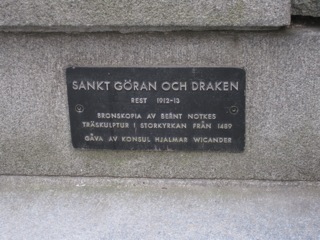 SANKT GÖRAN OCH DRAKEN
REST 1912-13
BRONSKOPIA AV BERNT NOTKES
TRÄSKULPTUR I STORKYRKAN FRÅN 1489
GÅVA AV KONSUL HJALMAR WICANDER